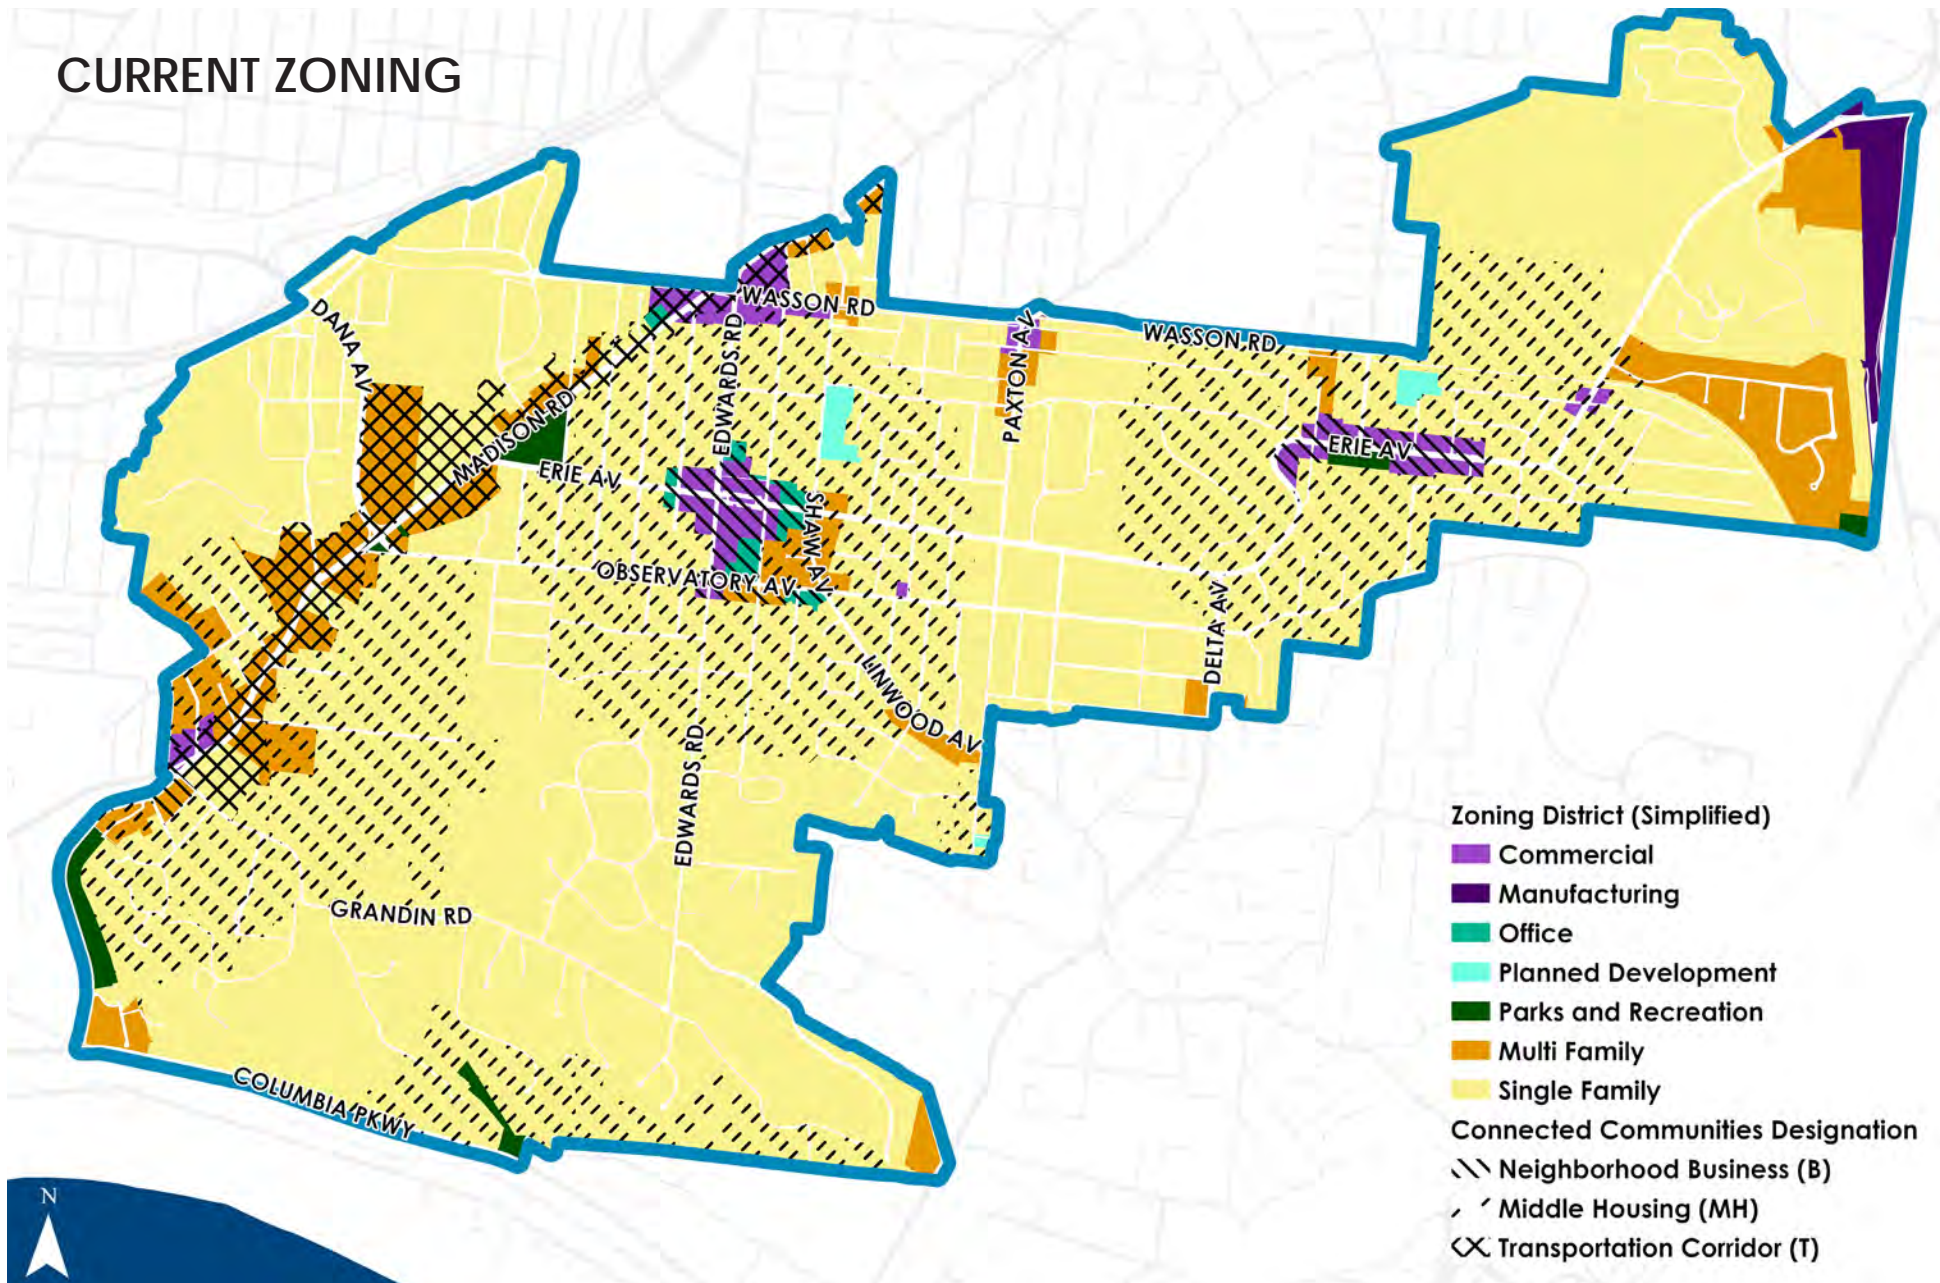 CURRENT ZONING
WASSON RD
DANA AV
EDWARDS RD
PAXTON AV
WASSON RD
MADISON RD
ERIE AV
ERIE AV
SHAW AV
OBSERVATORY AV
DELTA AV
LINWOOD AV
EDWARDS RD
GRANDIN RD
COLUMBIA PKWY
N
Zoning District (Simplified)
Commercial
Manufacturing
Office
Planned Development
Parks and Recreation
Multi Family
Single Family
Connected Communities Designation
Neighborhood Business (B)
Middle Housing (MH)
Transportation Corridor (T)